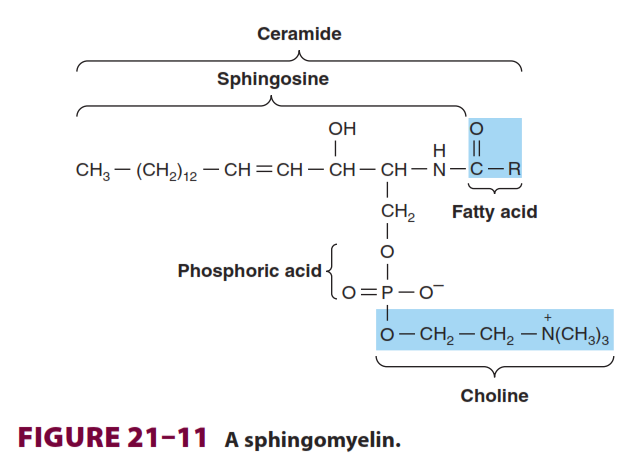 Ceramide
Sphingosine
OH
O
H
CH₃ — (CH₂)₁₂ — CH = CH — CH — CH — N — C — R
CH₂
Fatty acid
O
Phosphoric acid
O = P — O⁻
+
O — CH₂ — CH₂ — N(CH₃)₃
Choline
FIGURE 21–11 A sphingomyelin.